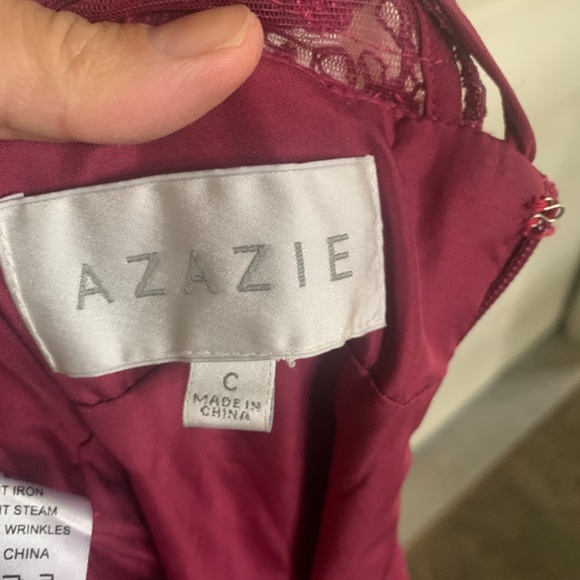 AZAZIE
C
MADE IN
CHINA
IRON
STEAM
WRINKLES
CHINA